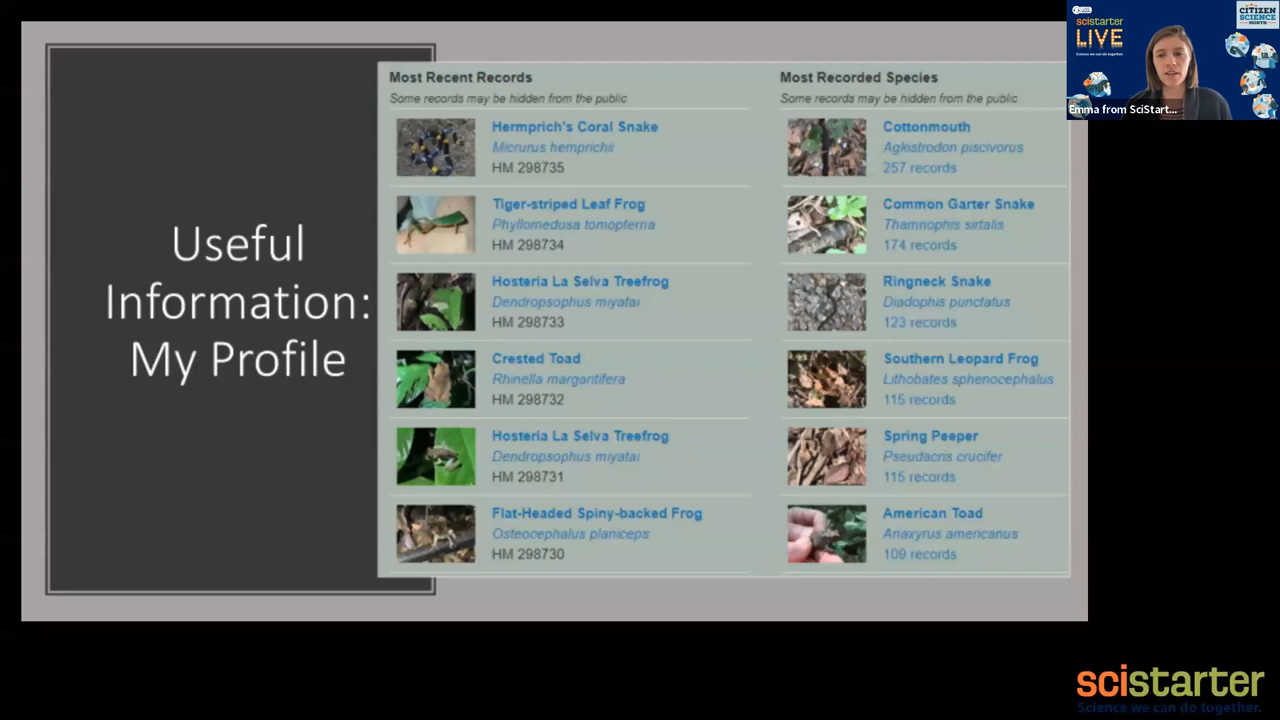 Useful
Information:
My Profile
Most Recent Records
Some records may be hidden from the public
Hermprich's Coral Snake
Micrurus hemprichii
HM 298735
Tiger-striped Leaf Frog
Phyllomedusa tomopterna
HM 298734
Hosteria La Selva Treefrog
Dendropsophus miyatai
HM 298733
Crested Toad
Rhinella margaritifera
HM 298732
Hosteria La Selva Treefrog
Dendropsophus miyatai
HM 298731
Flat-Headed Spiny-backed Frog
Osteocephalus planiceps
HM 298730
Most Recorded Species
Some records may be hidden from the public
Cottonmouth
Agkistrodon piscivorus
257 records
Common Garter Snake
Thamnophis sirtalis
174 records
Ringneck Snake
Diadophis punctatus
123 records
Southern Leopard Frog
Lithobates sphenocephalus
115 records
Spring Peeper
Pseudacris crucifer
115 records
American Toad
Anaxyrus americanus
109 records
scistarter
LIVE
Science we can do together.
CITIZEN
SCIENCE
MONTH
Emma from SciStart...
scistarter
Science we can do together.